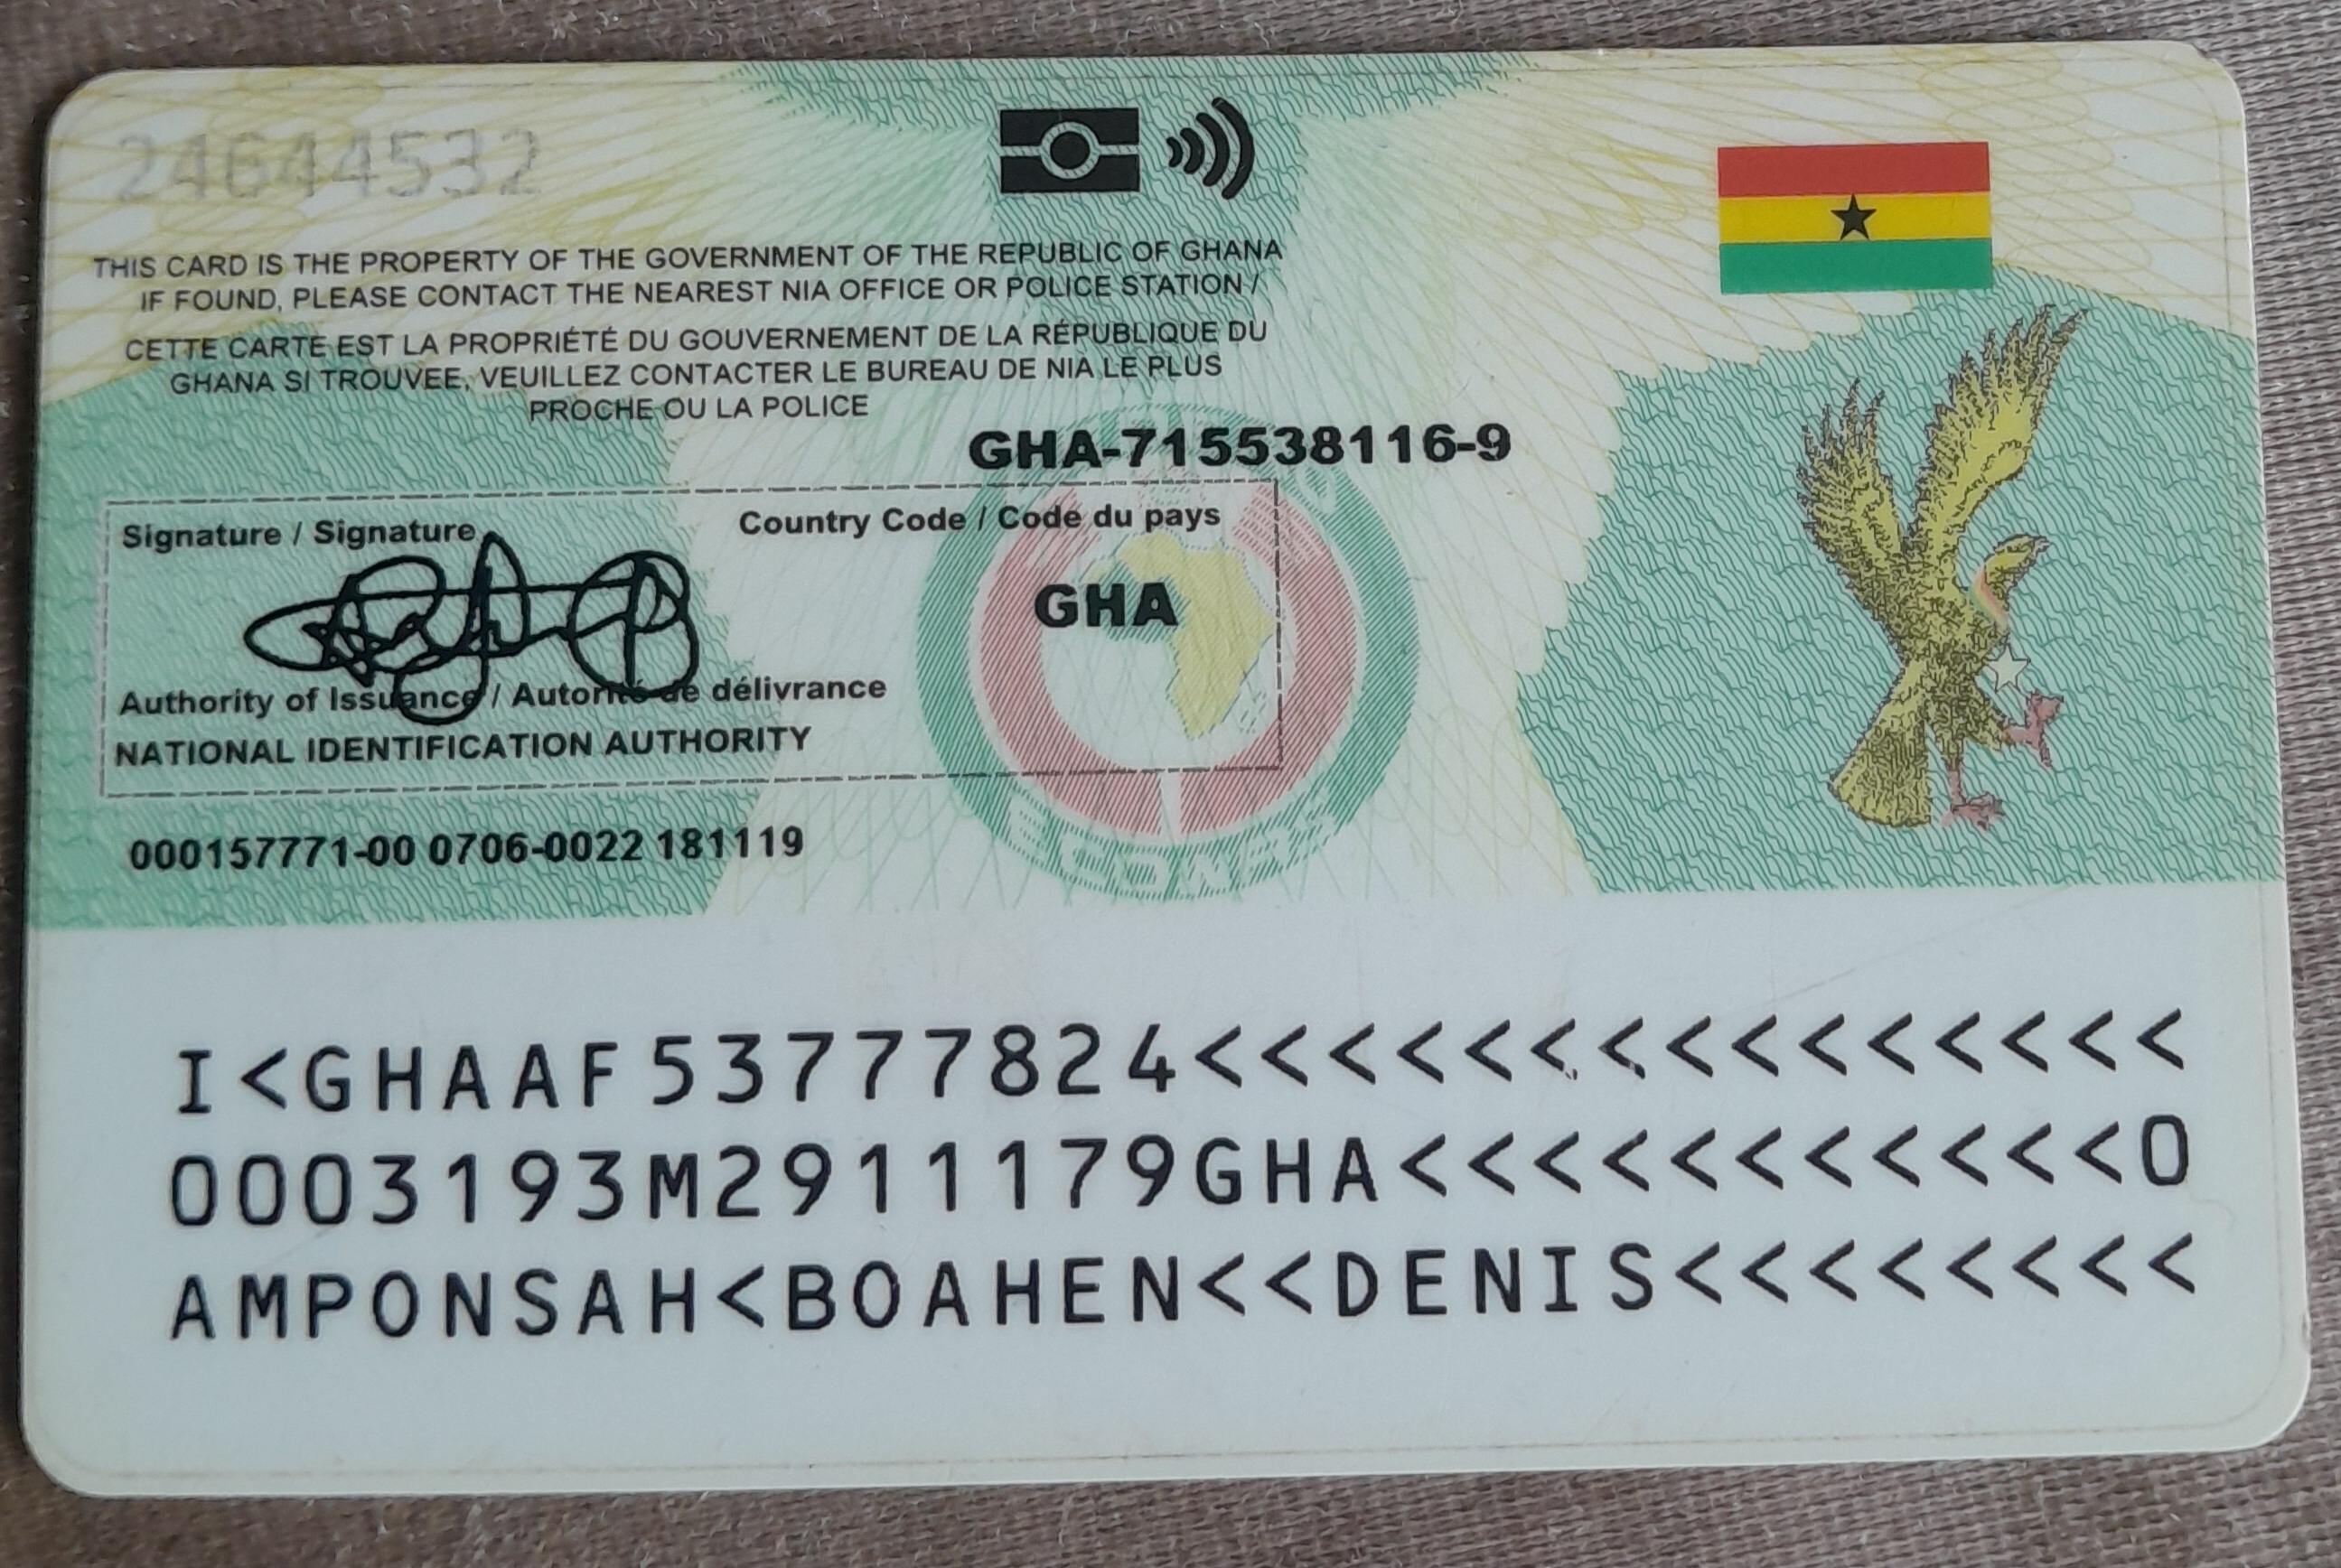 24644532
THIS CARD IS THE PROPERTY OF THE GOVERNMENT OF THE REPUBLIC OF GHANA
IF FOUND, PLEASE CONTACT THE NEAREST NIA OFFICE OR POLICE STATION /
CETTE CARTE EST LA PROPRIÉTÉ DU GOUVERNEMENT DE LA RÉPUBLIQUE DU
GHANA SI TROUVEE, VEUILLEZ CONTACTER LE BUREAU DE NIA LE PLUS
PROCHE OU LA POLICE
GHA-715538116-9
Signature / Signature
Country Code / Code du pays
GHA
Authority of Issuance / Autorité de délivrance
NATIONAL IDENTIFICATION AUTHORITY
ECOWAS
000157771-00 0706-0022 181119
I<GHAAF53777824<<<<<<<<<<<<<<<
0003193M2911179GHA<<<<<<<<<<<0
AMPONSAH<BOAHEN<<DENIS<<<<<<<<